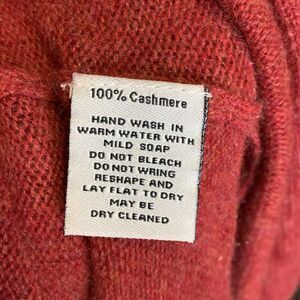 100% Cashmere
HAND WASH IN
WARM WATER WITH
MILD SOAP
DO NOT BLEACH
DO NOT WRING
RESHAPE AND
LAY FLAT TO DRY
MAY BE
DRY CLEANED